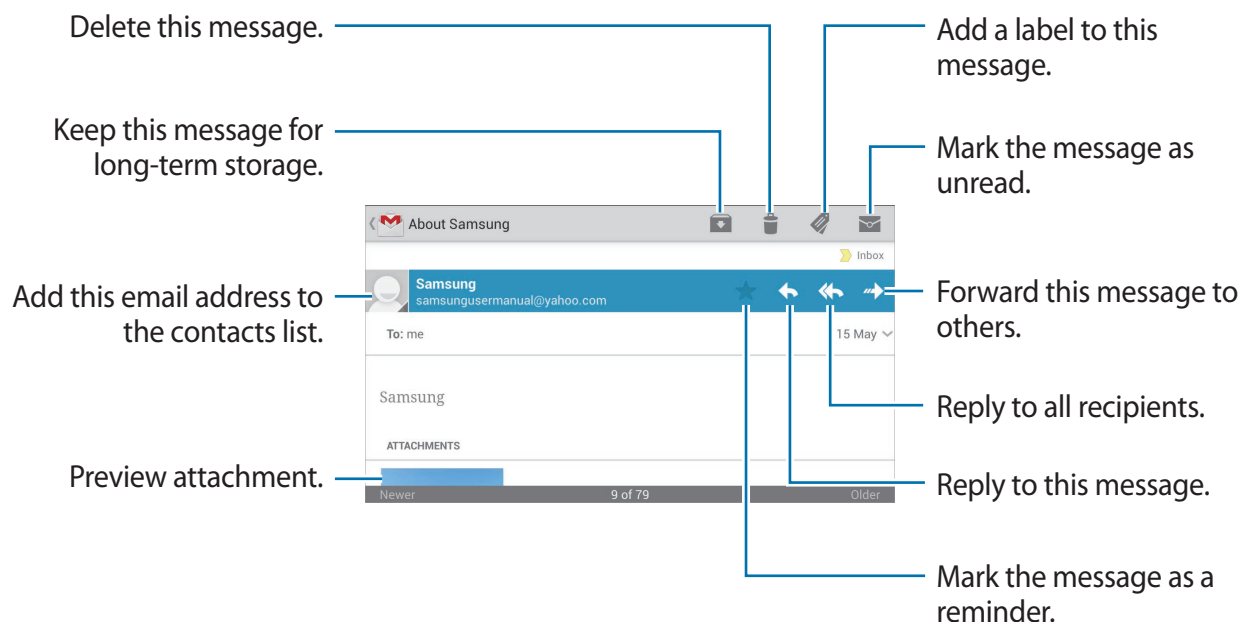 Delete this message.
Add a label to this
message.
Keep this message for
long-term storage.
Mark the message as
unread.
About Samsung
Inbox
Samsung
samsungusermanual@yahoo.com
Add this email address to
the contacts list.
Forward this message to
others.
To: me
15 May
Samsung
Reply to all recipients.
ATTACHMENTS
Preview attachment.
Reply to this message.
Newer
9 of 79
Older
Mark the message as a
reminder.